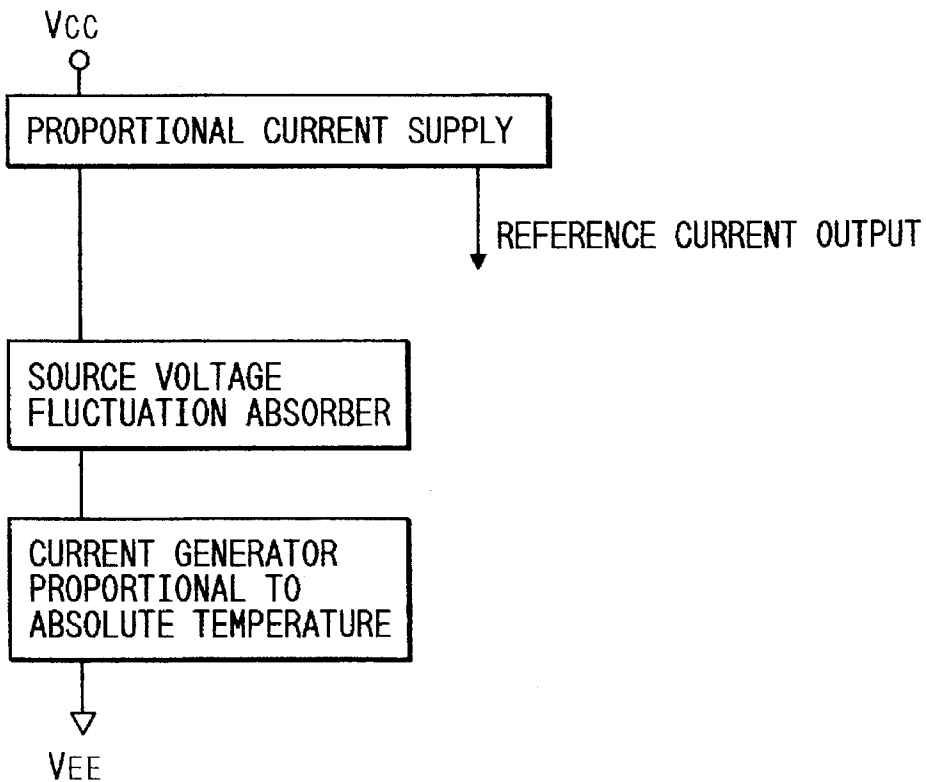 VCC
PROPORTIONAL CURRENT SUPPLY
REFERENCE CURRENT OUTPUT
SOURCE VOLTAGE
FLUCTUATION ABSORBER
CURRENT GENERATOR
PROPORTIONAL TO
ABSOLUTE TEMPERATURE
VEE